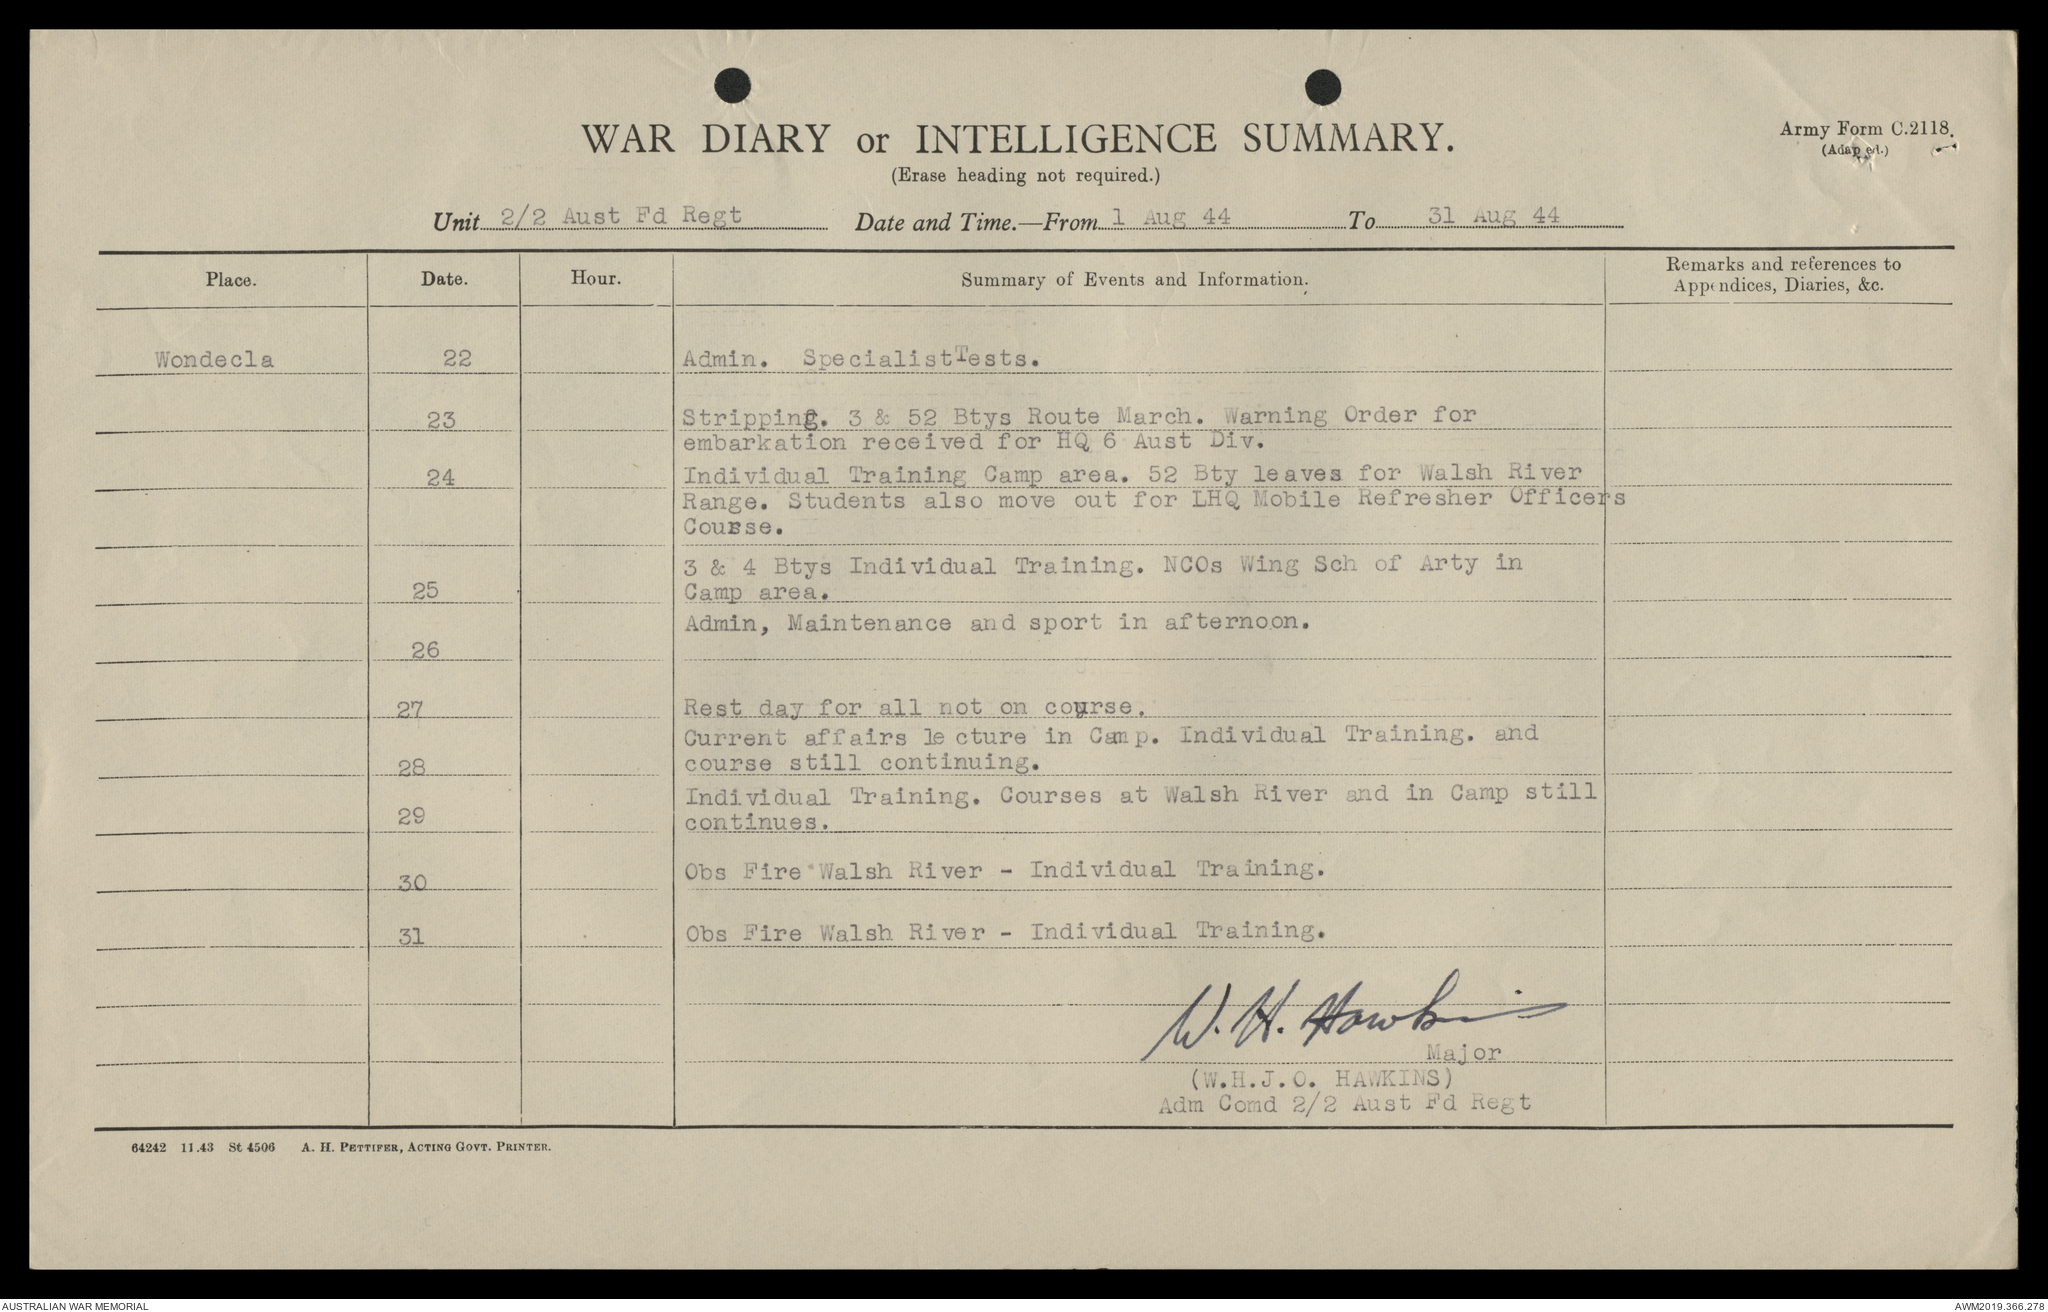 WAR DIARY or INTELLIGENCE SUMMARY.
Army Form C.2118.
(Adap ed.)
(Erase heading not required.)
Unit 2/2 Aust Fd Regt Date and Time.—From 1 Aug 44 To 31 Aug 44
Place. Date. Hour. Summary of Events and Information. Remarks and references to
Appendices, Diaries, &c.
Wondecla 22 Admin. SpecialistTests.
23 Stripping. 3 & 52 Btys Route March. Warning Order for
embarkation received for HQ 6 Aust Div.
24 Individual Training Camp area. 52 Bty leaves for Walsh River
Range. Students also move out for LHQ Mobile Refresher Officers
Course.
3 & 4 Btys Individual Training. NCOs Wing Sch of Arty in
25 Camp area.
Admin, Maintenance and sport in afternoon.
26
27 Rest day for all not on course.
Current affairs le cture in Camp. Individual Training. and
28 course still continuing.
Individual Training. Courses at Walsh River and in Camp still
29 continues.
30 Obs Fire Walsh River - Individual Training.
31 Obs Fire Walsh River - Individual Training.
W. H. Hawkins
Major
(W.H.J.O. HAWKINS)
Adm Comd 2/2 Aust Fd Regt
64242 11.43 St 4506 A. H. PETTIFER, ACTING GOVT. PRINTER.
AUSTRALIAN WAR MEMORIAL AWM2019.366.278